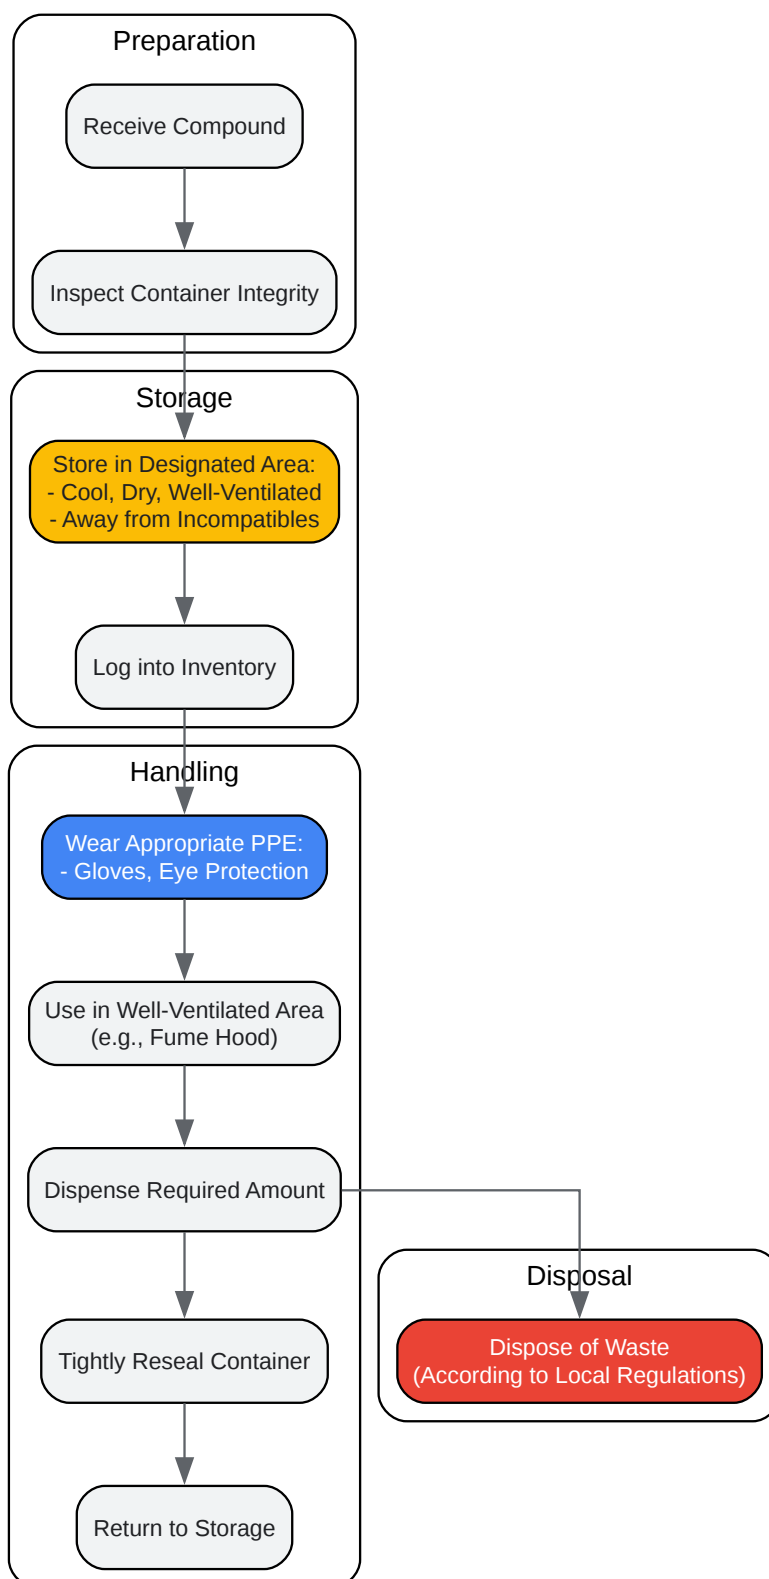 Preparation
Receive Compound
Inspect Container Integrity
Storage
Store in Designated Area:
- Cool, Dry, Well-Ventilated
- Away from Incompatibles
Log into Inventory
Handling
Wear Appropriate PPE:
- Gloves, Eye Protection
Use in Well-Ventilated Area
(e.g., Fume Hood)
Dispense Required Amount
Tightly Reseal Container
Return to Storage
Disposal
Dispose of Waste
(According to Local Regulations)